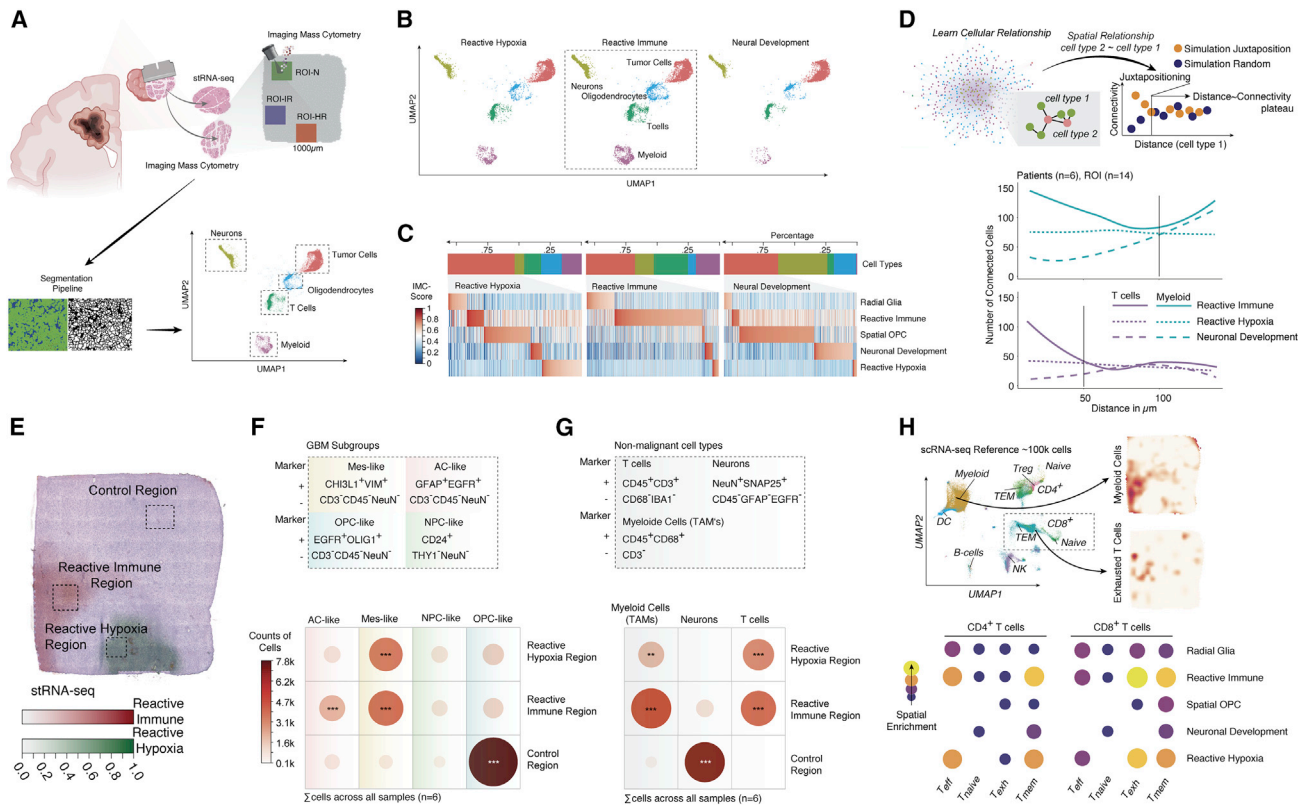 A
Imaging Mass Cytometry
stRNA-seq
ROI-N
ROI-IR
ROI-HR
1000µm
Imaging Mass Cytometry
Segmentation
Pipeline
Neurons
Tumor Cells
Oligodendrocytes
T Cells
Myeloid
UMAP2
UMAP1
B
Reactive Hypoxia
Reactive Immune
Neural Development
Tumor Cells
Neurons
Oligodendrocytes
Tcells
Myeloid
UMAP2
UMAP1
C
Percentage
.75 .25 .75 .25 .75 .25
Cell Types
IMC-
Score
1
0.8
0.6
0.4
0.2
0
Reactive Hypoxia
Reactive Immune
Neural Development
Radial Glia
Reactive Immune
Spatial OPC
Neuronal Development
Reactive Hypoxia
D
Learn Cellular Relationship
Spatial Relationship
cell type 2 ~ cell type 1
Simulation Juxtaposition
Simulation Random
Juxtapositioning
Distance~Connectivity
plateau
cell type 1
cell type 2
Connectivity
Distance (cell type 1)
Patients (n=6), ROI (n=14)
150
100
50
0
Number of Connected Cells
T cells Myeloid
Reactive Immune
Reactive Hypoxia
Neuronal Development
150
100
50
0
50 100
Distance in µm
E
Control Region
Reactive Immune
Region
Reactive Hypoxia
Region
stRNA-seq
Reactive
Immune
Reactive
Hypoxia
0.0 0.2 0.4 0.6 0.8 1.0
F
GBM Subgroups
Marker Mes-like AC-like
+ CHI3L1+VIM+ GFAP+EGFR+
- CD3-CD45-NeuN- CD3-CD45-NeuN-
Marker OPC-like NPC-like
+ EGFR+OLIG1+ CD24+
- CD3-CD45-NeuN- THY1-NeuN-
AC-like Mes-like NPC-like OPC-like
Counts of
Cells
7.8k
6.2k
4.7k
3.1k
1.6k
0.1k
*** Reactive
Hypoxia Region
*** *** Reactive
Immune Region
*** Control
Region
∑cells across all samples (n=6)
G
Non-malignant cell types
Marker T cells Neurons
+ CD45+CD3+ NeuN+SNAP25+
- CD68-IBA1- CD45-GFAP-EGFR-
Marker Myeloide Cells (TAM's)
+ CD45+CD68+
- CD3-
Myeloid Cells
(TAMs) Neurons T cells
** *** Reactive
Hypoxia Region
*** *** Reactive
Immune Region
*** Control
Region
∑cells across all samples (n=6)
H
scRNA-seq Reference ~100k cells
Myeloid
Treg
Naive
CD4+
TEM
DC
CD8+
TEM
Naive
B-cells
NK
UMAP2
UMAP1
Myeloid Cells
Exhausted T Cells
CD4+ T cells CD8+ T cells
Radial Glia
Reactive Immune
Spatial OPC
Neuronal Development
Reactive Hypoxia
Spatial
Enrichment
Teff Tnaive Texh Tmem Teff Tnaive Texh Tmem